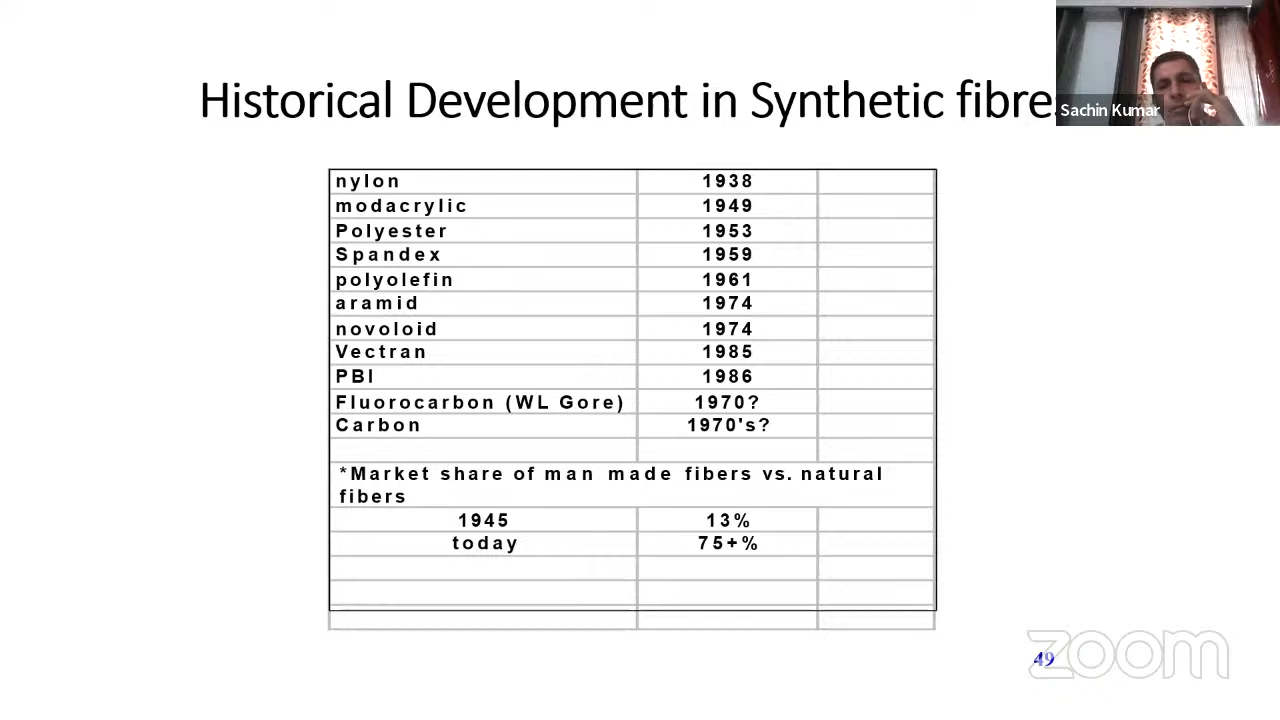 Historical Development in Synthetic fibre
Sachin Kumar
nylon 1938
modacrylic 1949
Polyester 1953
Spandex 1959
polyolefin 1961
aramid 1974
novoloid 1974
Vectran 1985
PBI 1986
Fluorocarbon (WL Gore) 1970?
Carbon 1970's?
*Market share of man made fibers vs. natural
fibers
1945 13%
today 75+%
49
zoom